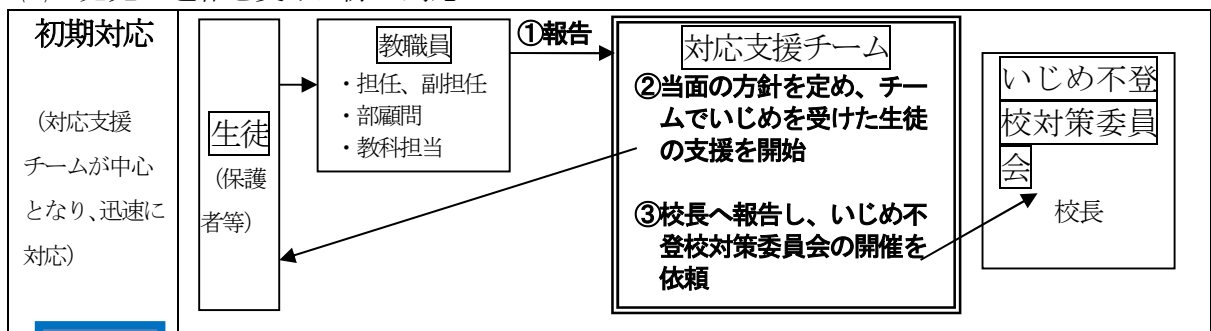 初期対応
(対応支援
チームが中心
となり、迅速に
対応)
生徒
(保護
者等)
教職員
・担任、副担任
・部顧問
・教科担当
①報告
対応支援チーム
②当面の方針を定め、チー
ムでいじめを受けた生徒
の支援を開始
③校長へ報告し、いじめ不
登校対策委員会の開催を
依頼
いじめ不登
校対策委員
会
校長